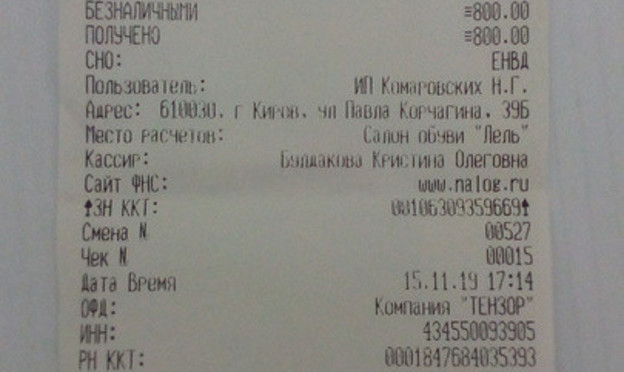 БЕЗНАЛИЧНЫМИ ≡800.00
ПОЛУЧЕНО ≡800.00
СНО: ЕНВД
Пользователь: ИП Комаровских Н.Г.
Адрес: 610030, г Киров, ул Павла Корчагина, 39Б
Место расчетов: Салон обуви "Лель"
Кассир: Булдакова Кристина Олеговна
Сайт ФНС: www.nalog.ru
↑ЗН ККТ: 00106309359669↑
Смена N 00527
Чек N 00015
Дата Время 15.11.19 17:14
ОФД: Компания "ТЕНЗОР"
ИНН: 434550093905
РН ККТ: 0001847684035393